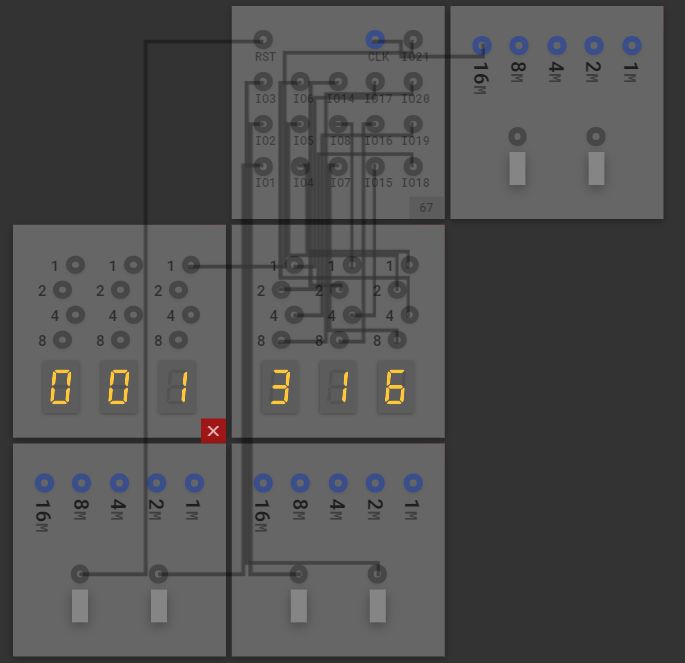 RST CLK IO21
IO3 IO6 IO14 IO17 IO20
IO2 IO5 IO8 IO16 IO19
IO1 IO4 IO7 IO15 IO18
67
16M 8M 4M 2M 1M
1 1 1
2 2 2
4 4 4
8 8 8
0 0 1
1 1 1
2 2 2
4 4 4
8 8 8
3 1 6
16M 8M 4M 2M 1M
16M 8M 4M 2M 1M